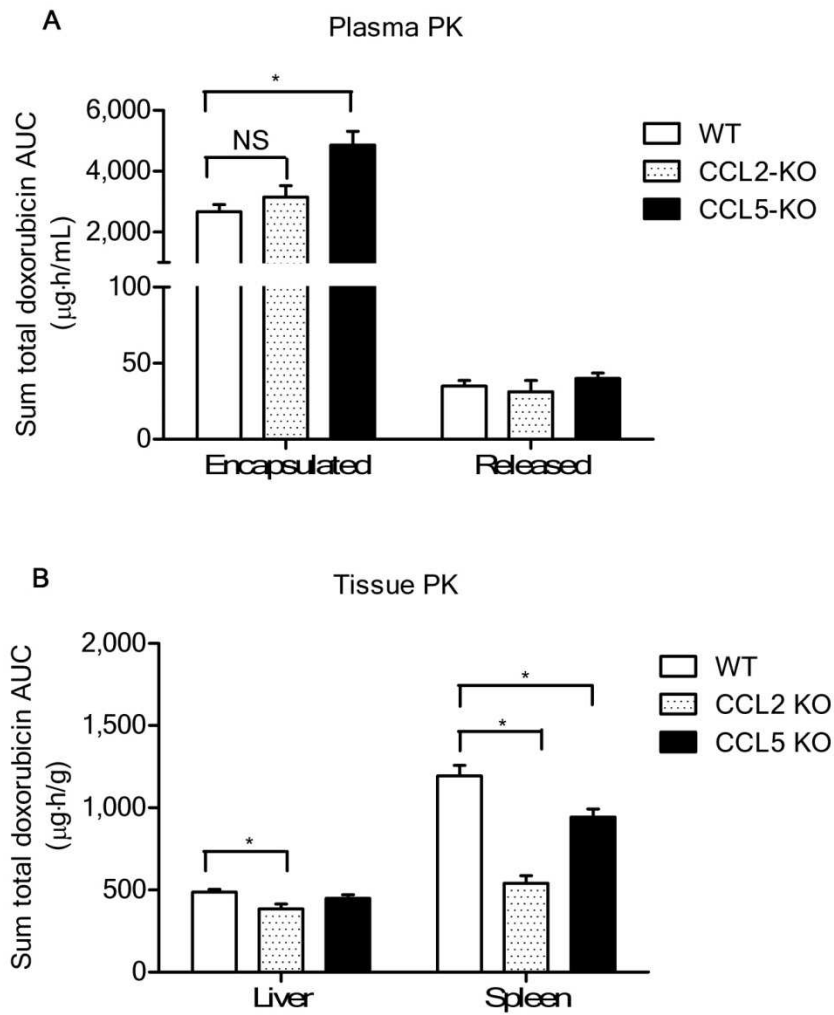 A
Plasma PK
Sum total doxorubicin AUC
(µg·h/mL)
6,000
4,000
2,000
100
50
0
*
NS
Encapsulated
Released
WT
CCL2-KO
CCL5-KO
B
Tissue PK
Sum total doxorubicin AUC
(µg·h/g)
2,000
1,500
1,000
500
0
*
*
*
Liver
Spleen
WT
CCL2 KO
CCL5 KO